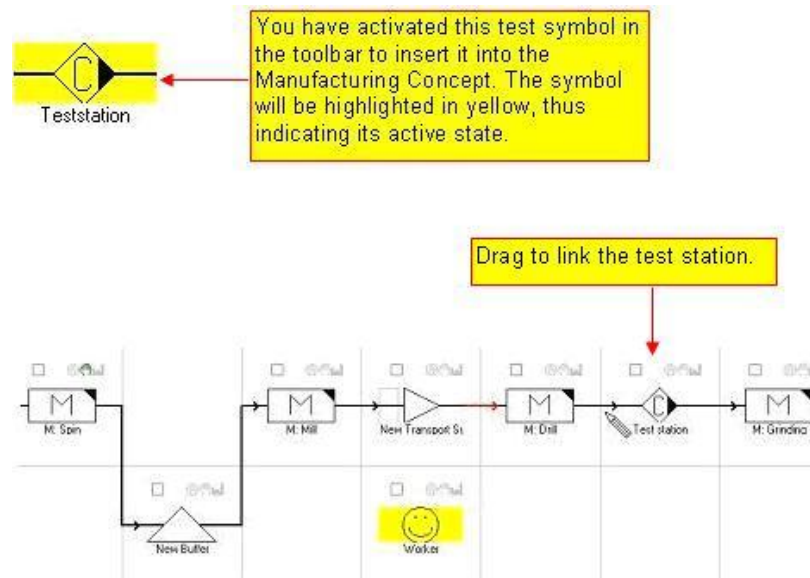 You have activated this test symbol in
the toolbar to insert it into the
Manufacturing Concept. The symbol
will be highlighted in yellow, thus
indicating its active state.
C
Teststation
Drag to link the test station.
M
M: Spin
M
M: Mill
New Transport Sy.
M
M: Drill
C
Test station
M
M: Grinding
New Buffer
Worker